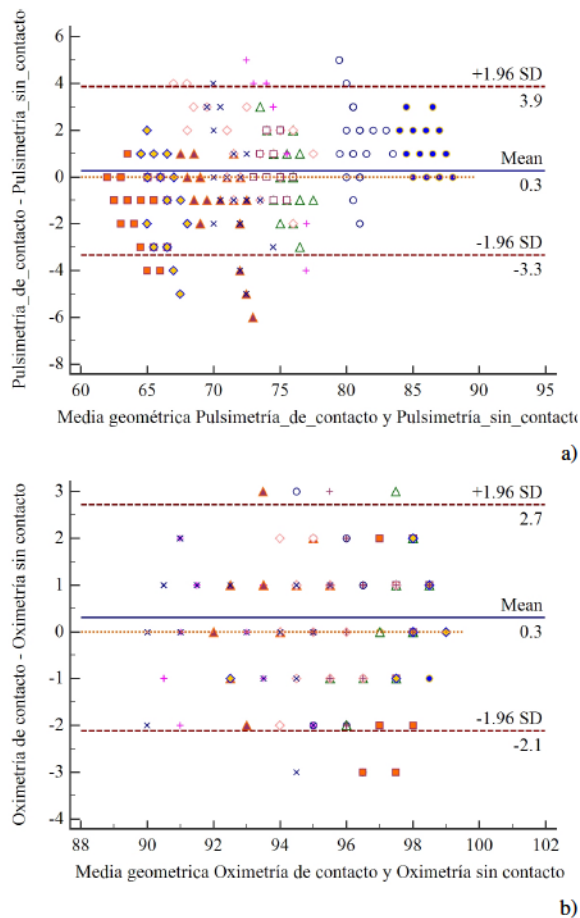 6
4
2
0
-2
-4
-6
-8
Pulsimetría_de_contacto - Pulsimetría_sin_contacto
+1.96 SD
3.9
Mean
0.3
-1.96 SD
-3.3
60 65 70 75 80 85 90 95
Media geométrica Pulsimetría_de_contacto y Pulsimetría_sin_contacto
a)
3
2
1
0
-1
-2
-3
-4
Oximetría de contacto - Oximetría sin contacto
+1.96 SD
2.7
Mean
0.3
-1.96 SD
-2.1
88 90 92 94 96 98 100 102
Media geometrica Oximetría de contacto y Oximetría sin contacto
b)